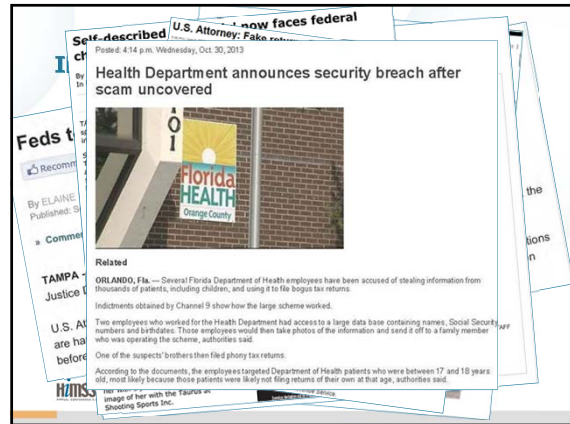 Self-described
now faces federal
U.S. Attorney: Fake
Posted: 4:14 p.m. Wednesday, Oct. 30, 2013
Health Department announces security breach after
scam uncovered
101
Florida
HEALTH
Orange County
Feds
Recomm
By ELAINE
Published:
» Comme
TAMPA -
Justice
U.S. At
are ha
before
the
tions
Related
ORLANDO, Fla. — Several Florida Department of Health employees have been accused of stealing information from
thousands of patients, including children, and using it to file bogus tax returns.
Indictments obtained by Channel 9 show how the large scheme worked.
Two employees who worked for the Health Department had access to a large data base containing names, Social Security
numbers and birthdates. Those employees would then take photos of the information and send it off to a family member
who was operating the scheme, authorities said.
One of the suspects' brothers then filed phony tax returns.
According to the documents, the employees targeted Department of Health patients who were between 17 and 18 years
old, most likely because those patients were likely not filing returns of their own at that age, authorities said.
HIMSS
image of her with the Taurus at
Shooting Sports Inc.